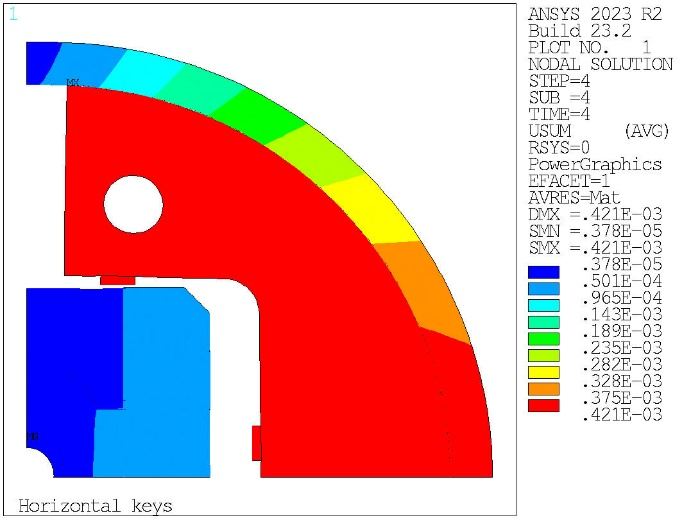 1
ANSYS 2023 R2
Build 23.2
PLOT NO. 1
NODAL SOLUTION
STEP=4
SUB =4
TIME=4
USUM (AVG)
RSYS=0
PowerGraphics
EFACET=1
AVRES=Mat
DMX =.421E-03
SMN =.378E-05
SMX =.421E-03
.378E-05
.501E-04
.965E-04
.143E-03
.189E-03
.235E-03
.282E-03
.328E-03
.375E-03
.421E-03
MX
MN
Horizontal keys